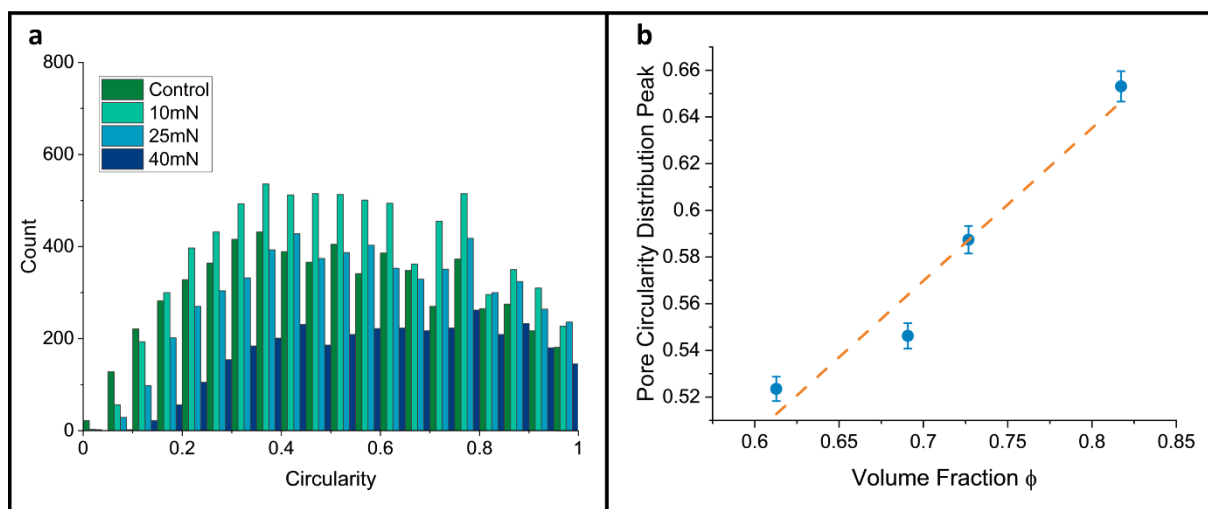 a
800
600
400
200
0
Control
10mN
25mN
40mN
Count
0
0.2
0.4
0.6
0.8
1
Circularity
b
0.66
0.64
0.62
0.6
0.58
0.56
0.54
0.52
Pore Circularity Distribution Peak
0.6
0.65
0.7
0.75
0.8
0.85
Volume Fraction ϕ